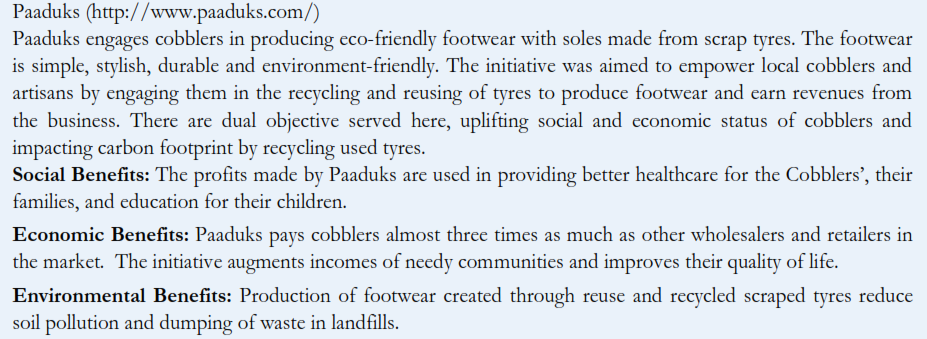 Paaduks (http://www.paaduks.com/)
Paaduks engages cobblers in producing eco-friendly footwear with soles made from scrap tyres. The footwear
is simple, stylish, durable and environment-friendly. The initiative was aimed to empower local cobblers and
artisans by engaging them in the recycling and reusing of tyres to produce footwear and earn revenues from
the business. There are dual objective served here, uplifting social and economic status of cobblers and
impacting carbon footprint by recycling used tyres.
Social Benefits: The profits made by Paaduks are used in providing better healthcare for the Cobblers', their
families, and education for their children.
Economic Benefits: Paaduks pays cobblers almost three times as much as other wholesalers and retailers in
the market. The initiative augments incomes of needy communities and improves their quality of life.
Environmental Benefits: Production of footwear created through reuse and recycled scraped tyres reduce
soil pollution and dumping of waste in landfills.